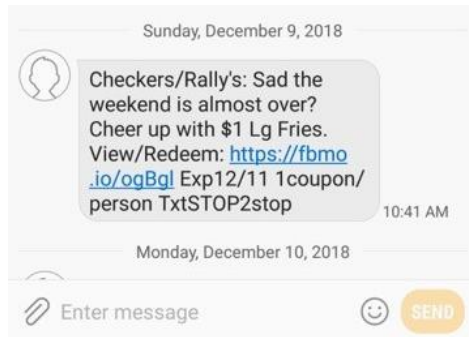 Sunday, December 9, 2018
Checkers/Rally's: Sad the
weekend is almost over?
Cheer up with $1 Lg Fries.
View/Redeem: https://fbmo
.io/ogBgl Exp12/11 1coupon/
person TxtSTOP2stop
10:41 AM
Monday, December 10, 2018
Enter message
SEND